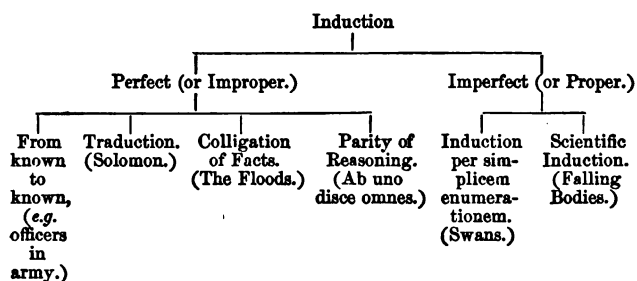 Induction
Perfect (or Improper.)
Imperfect (or Proper.)
From
known
to
known,
(e.g.
officers
in
army.)
Traduction.
(Solomon.)
Colligation
of Facts.
(The Floods.)
Parity of
Reasoning.
(Ab uno
disce omnes.)
Induction
per sim-
plicem
enumera-
tionem.
(Swans.)
Scientific
Induction.
(Falling
Bodies.)